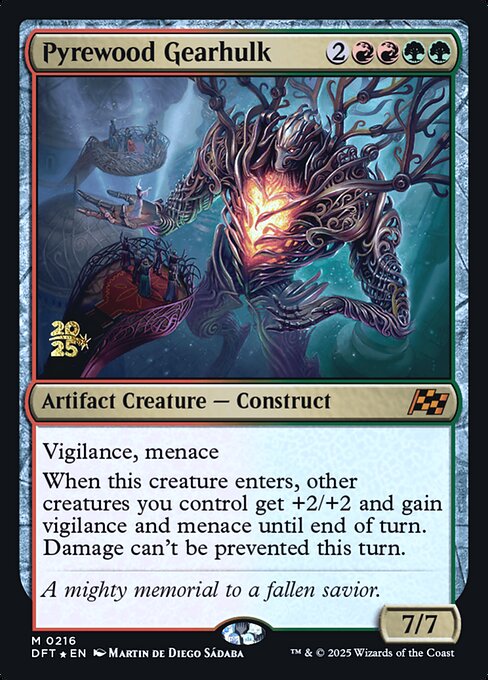 Pyrewood Gearhulk 2
20
25
Artifact Creature — Construct
Vigilance, menace
When this creature enters, other
creatures you control get +2/+2 and gain
vigilance and menace until end of turn.
Damage can't be prevented this turn.
A mighty memorial to a fallen savior.
7/7
M 0216
DFT ★ EN Martin de Diego Sádaba
™ & © 2025 Wizards of the Coast